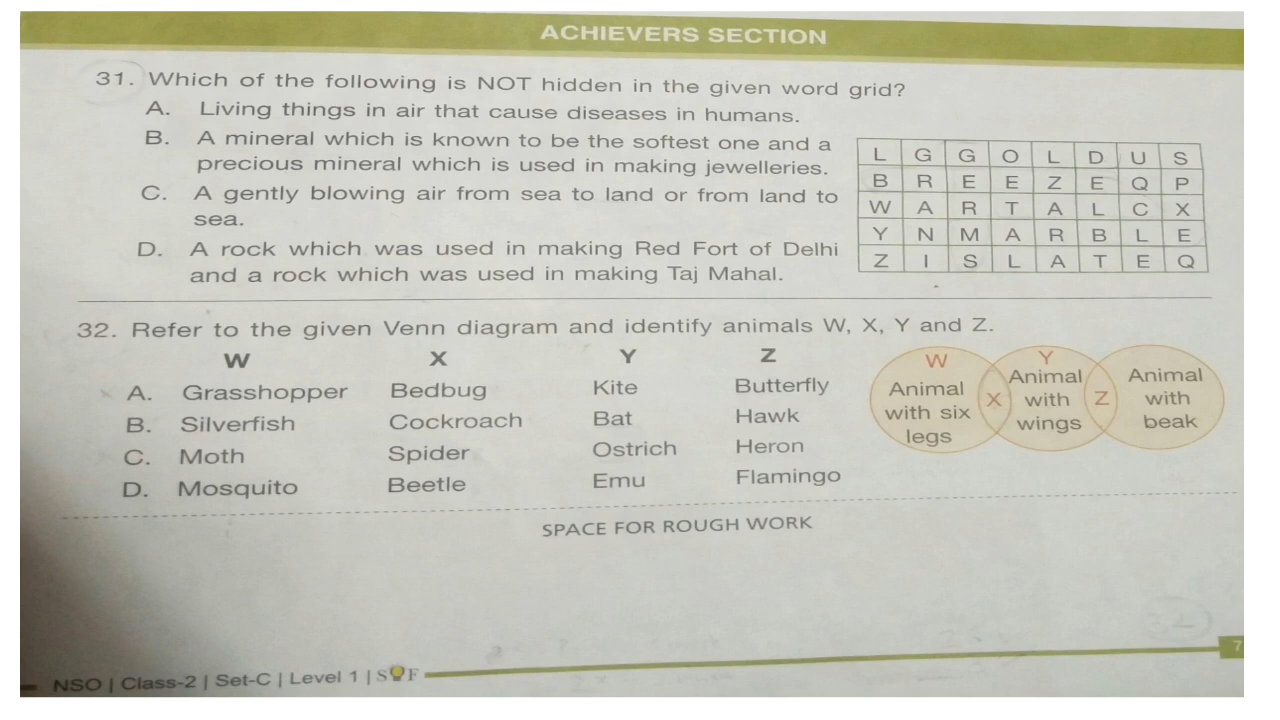 ACHIEVERS SECTION
31. Which of the following is NOT hidden in the given word grid?
A. Living things in air that cause diseases in humans.
B. A mineral which is known to be the softest one and a
precious mineral which is used in making jewelleries.
C. A gently blowing air from sea to land or from land to
sea.
D. A rock which was used in making Red Fort of Delhi
and a rock which was used in making Taj Mahal.
L G G O L D U S
B R E E Z E Q P
W A R T A L C X
Y N M A R B L E
Z I S L A T E Q
32. Refer to the given Venn diagram and identify animals W, X, Y and Z.
W X Y Z
A. Grasshopper Bedbug Kite Butterfly
B. Silverfish Cockroach Bat Hawk
C. Moth Spider Ostrich Heron
D. Mosquito Beetle Emu Flamingo
W
Animal
with six
legs
X
Y
Animal
with
wings
Z
Animal
with
beak
SPACE FOR ROUGH WORK
NSO | Class-2 | Set-C | Level 1 | SOF
7